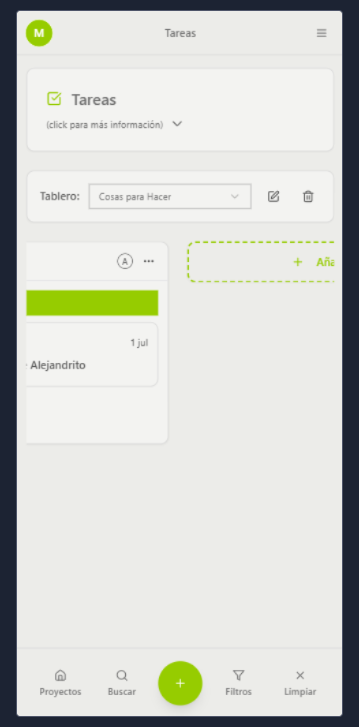 M
Tareas
Tareas
(click para más información)
Tablero: Cosas para Hacer
A
+ Aña
1 jul
Alejandrito
+
Proyectos Buscar Filtros Limpiar